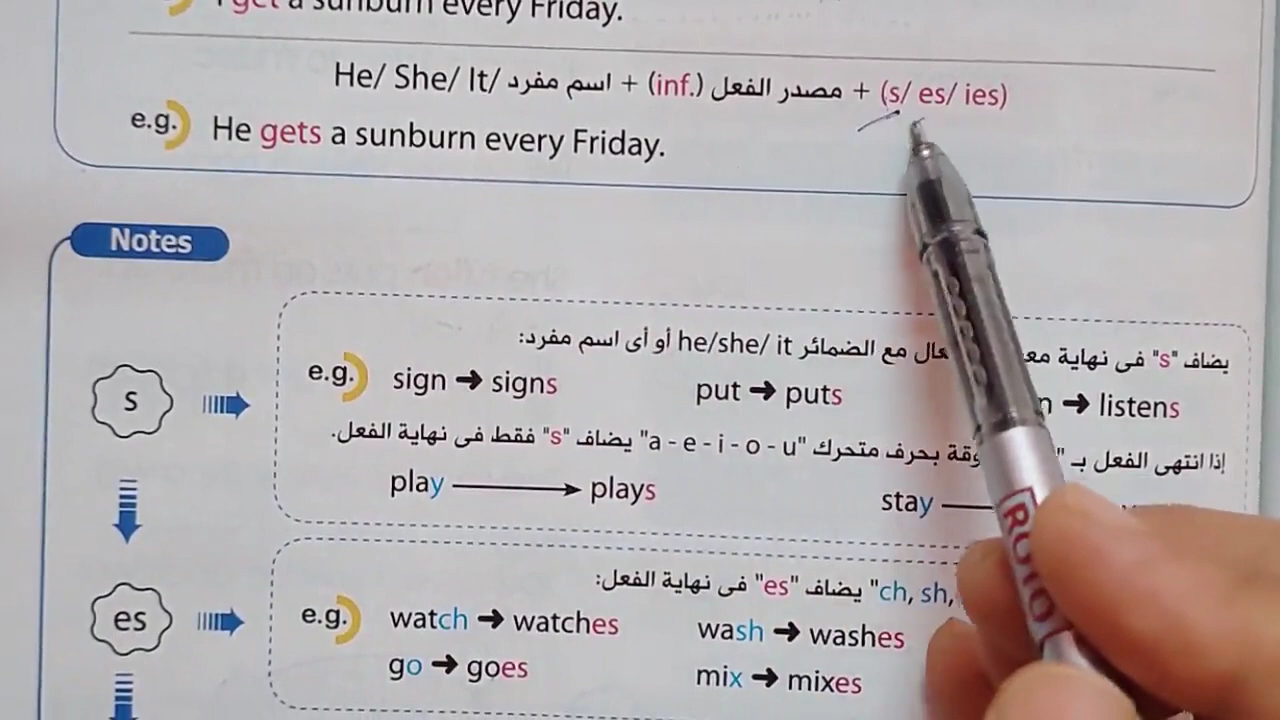 I get a sunburn every Friday.
He/ She/ It/ اسم مفرد + (inf.) مصدر الفعل + (s/ es/ ies)
e.g. He gets a sunburn every Friday.
Notes
يضاف "s" فى نهاية مع مع الضمائر he/she/ it أو أى اسم مفرد:
s
e.g. sign → signs put → puts → listens
إذا انتهى الفعل بـ " بحرف متحرك "a - e - i - o - u" يضاف "s" فقط فى نهاية الفعل.
play → plays stay
"ch, sh, يضاف "es" فى نهاية الفعل:
es
e.g. watch → watches wash → washes
go → goes mix → mixes
ROTO